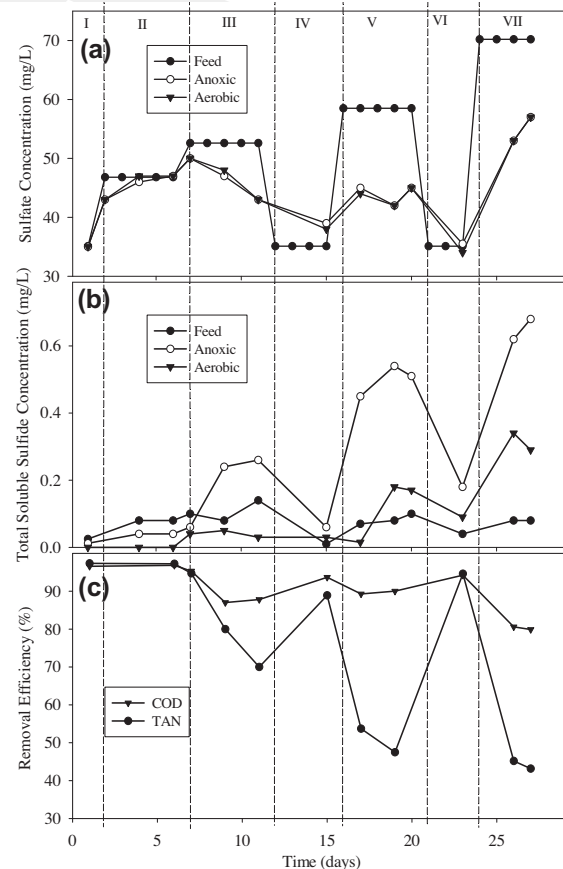 I II III IV V VI VII
(a)
Feed
Anoxic
Aerobic
Sulfate Concentration (mg/L)
70
60
50
40
30
(b)
Feed
Anoxic
Aerobic
Total Soluble Sulfide Concentration (mg/L)
0.6
0.4
0.2
0.0
(c)
COD
TAN
Removal Efficiency (%)
90
80
70
60
50
40
30
0 5 10 15 20 25
Time (days)